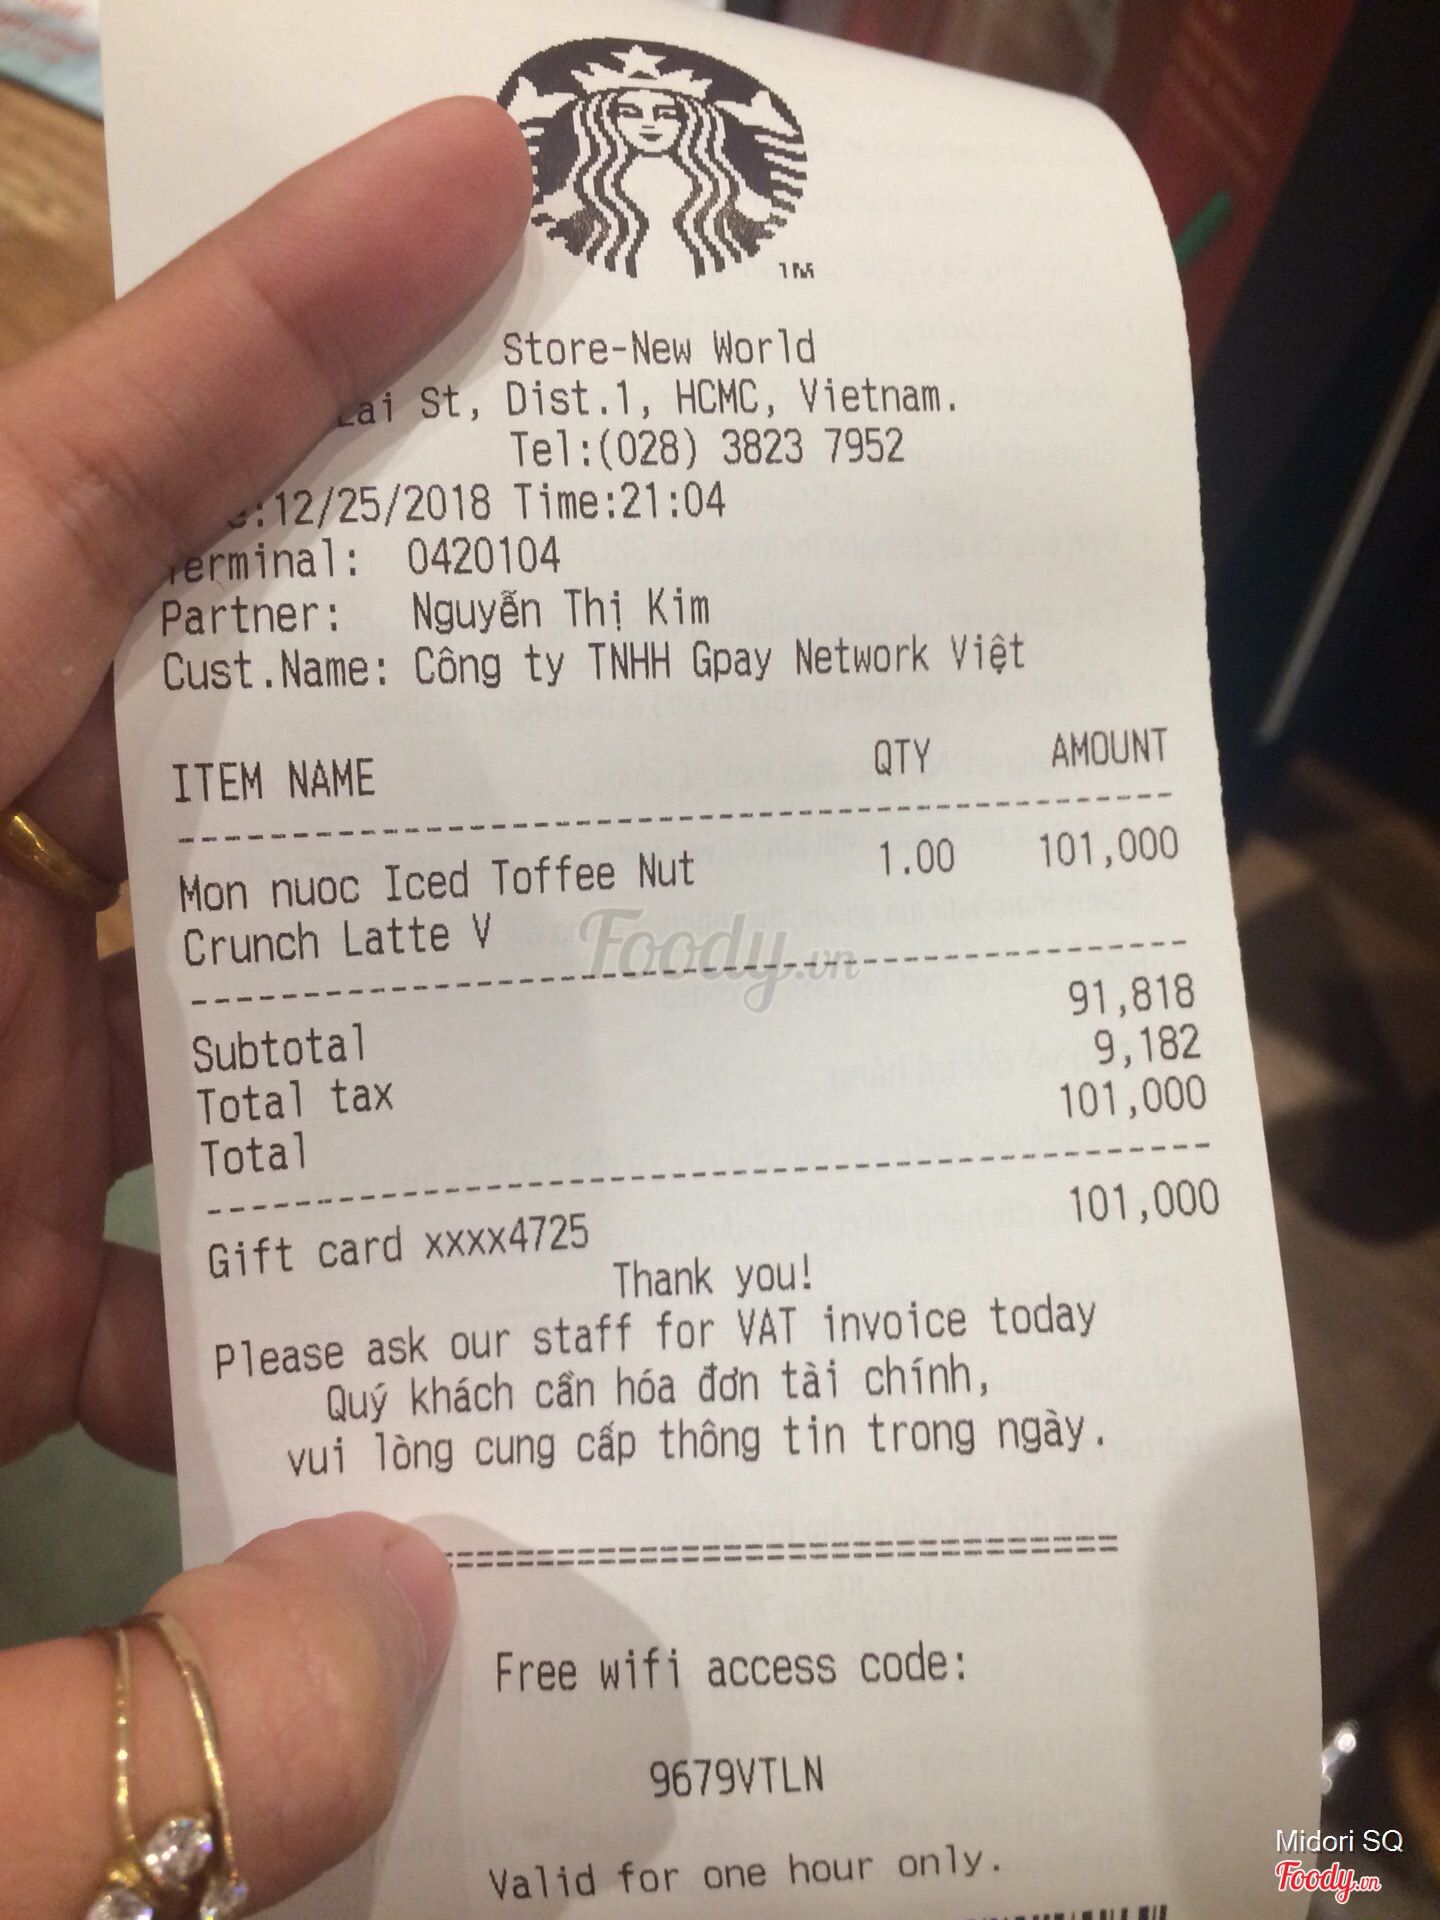 TM
Store-New World
Lai St, Dist.1, HCMC, Vietnam.
Tel:(028) 3823 7952
:12/25/2018 Time:21:04
Terminal: 0420104
Partner: Nguyễn Thị Kim
Cust.Name: Công ty TNHH Gpay Network Việt
ITEM NAME QTY AMOUNT
Mon nuoc Iced Toffee Nut 1.00 101,000
Crunch Latte V
Foody.vn
Subtotal 91,818
Total tax 9,182
Total 101,000
Gift card xxxx4725 101,000
Thank you!
Please ask our staff for VAT invoice today
Quý khách cần hóa đơn tài chính,
vui lòng cung cấp thông tin trong ngày.
Free wifi access code:
9679VTLN
Valid for one hour only.
Midori SQ
Foody.vn